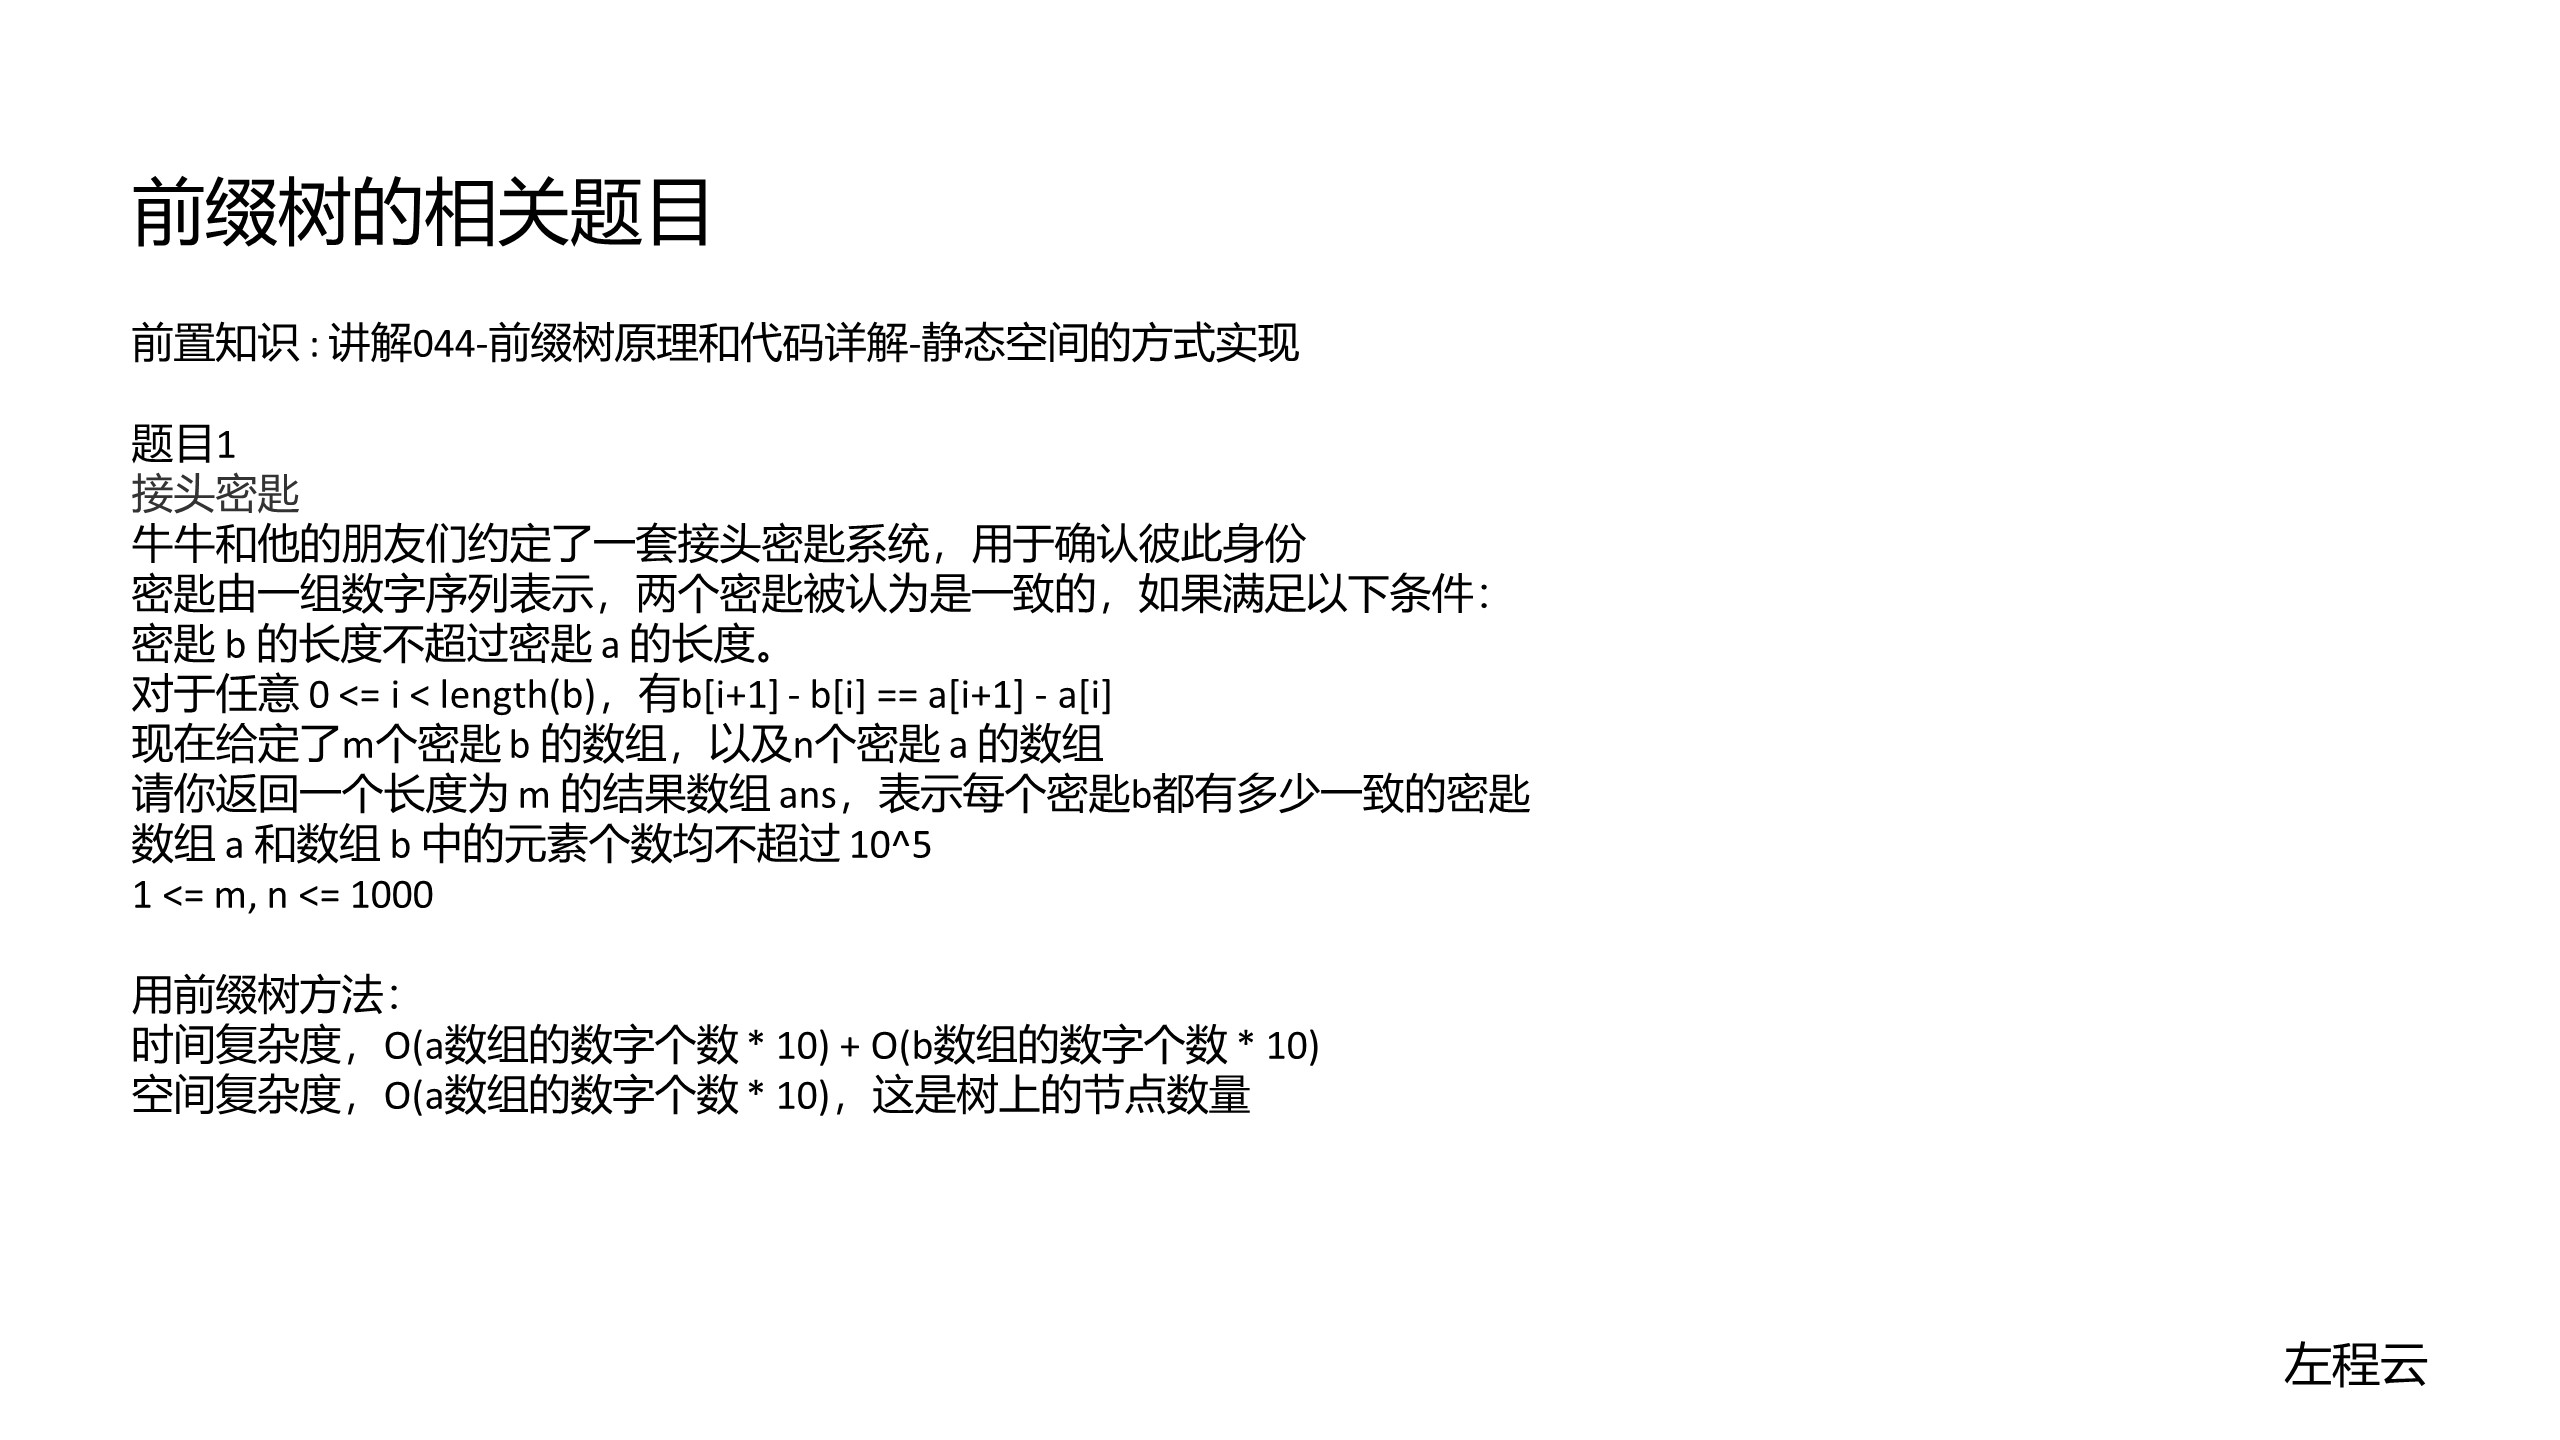 前缀树的相关题目
前置知识 : 讲解044-前缀树原理和代码详解-静态空间的方式实现
题目1
接头密匙
牛牛和他的朋友们约定了一套接头密匙系统，用于确认彼此身份
密匙由一组数字序列表示，两个密匙被认为是一致的，如果满足以下条件：
密匙 b 的长度不超过密匙 a 的长度。
对于任意 0 <= i < length(b)，有b[i+1] - b[i] == a[i+1] - a[i]
现在给定了m个密匙 b 的数组，以及n个密匙 a 的数组
请你返回一个长度为 m 的结果数组 ans，表示每个密匙b都有多少一致的密匙
数组 a 和数组 b 中的元素个数均不超过 10^5
1 <= m, n <= 1000
用前缀树方法：
时间复杂度，O(a数组的数字个数 * 10) + O(b数组的数字个数 * 10)
空间复杂度，O(a数组的数字个数 * 10)，这是树上的节点数量
左程云